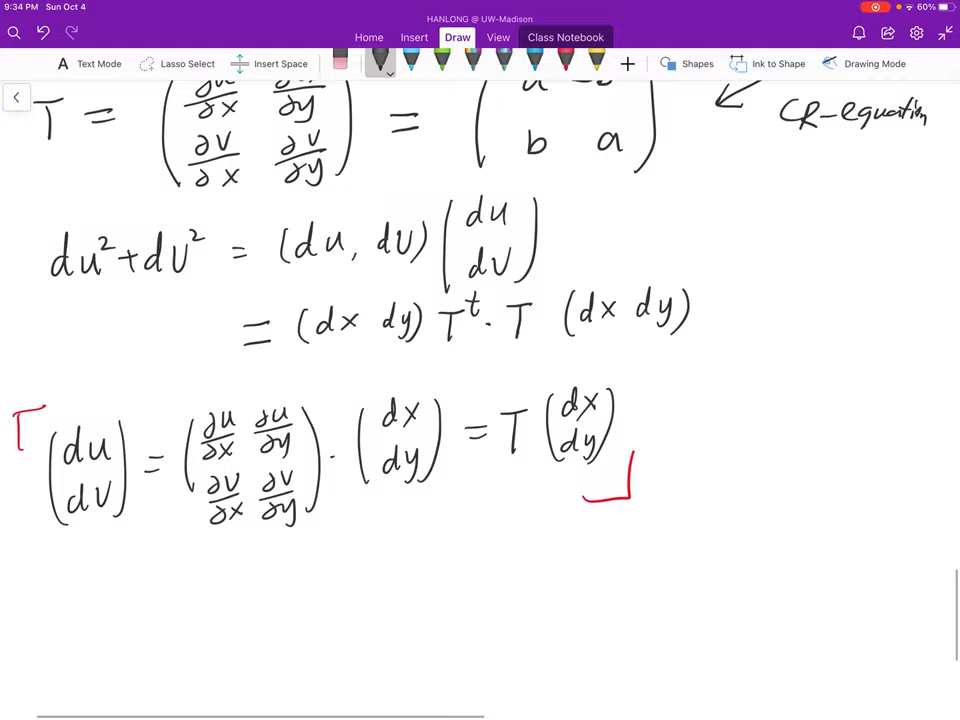 9:34 PM Sun Oct 4
60%
HANLONG @ UW-Madison
Home Insert Draw View Class Notebook
Text Mode Lasso Select Insert Space Shapes Ink to Shape Drawing Mode
T = ( ∂u/∂x ∂u/∂y ; ∂v/∂x ∂v/∂y ) = ( a -b ; b a ) CR-equation
du² + dv² = (du, dv) ( du ; dv )
= (dx dy) Tᵗ · T (dx dy)
( du ; dv ) = ( ∂u/∂x ∂u/∂y ; ∂v/∂x ∂v/∂y ) · ( dx ; dy ) = T ( dx ; dy )